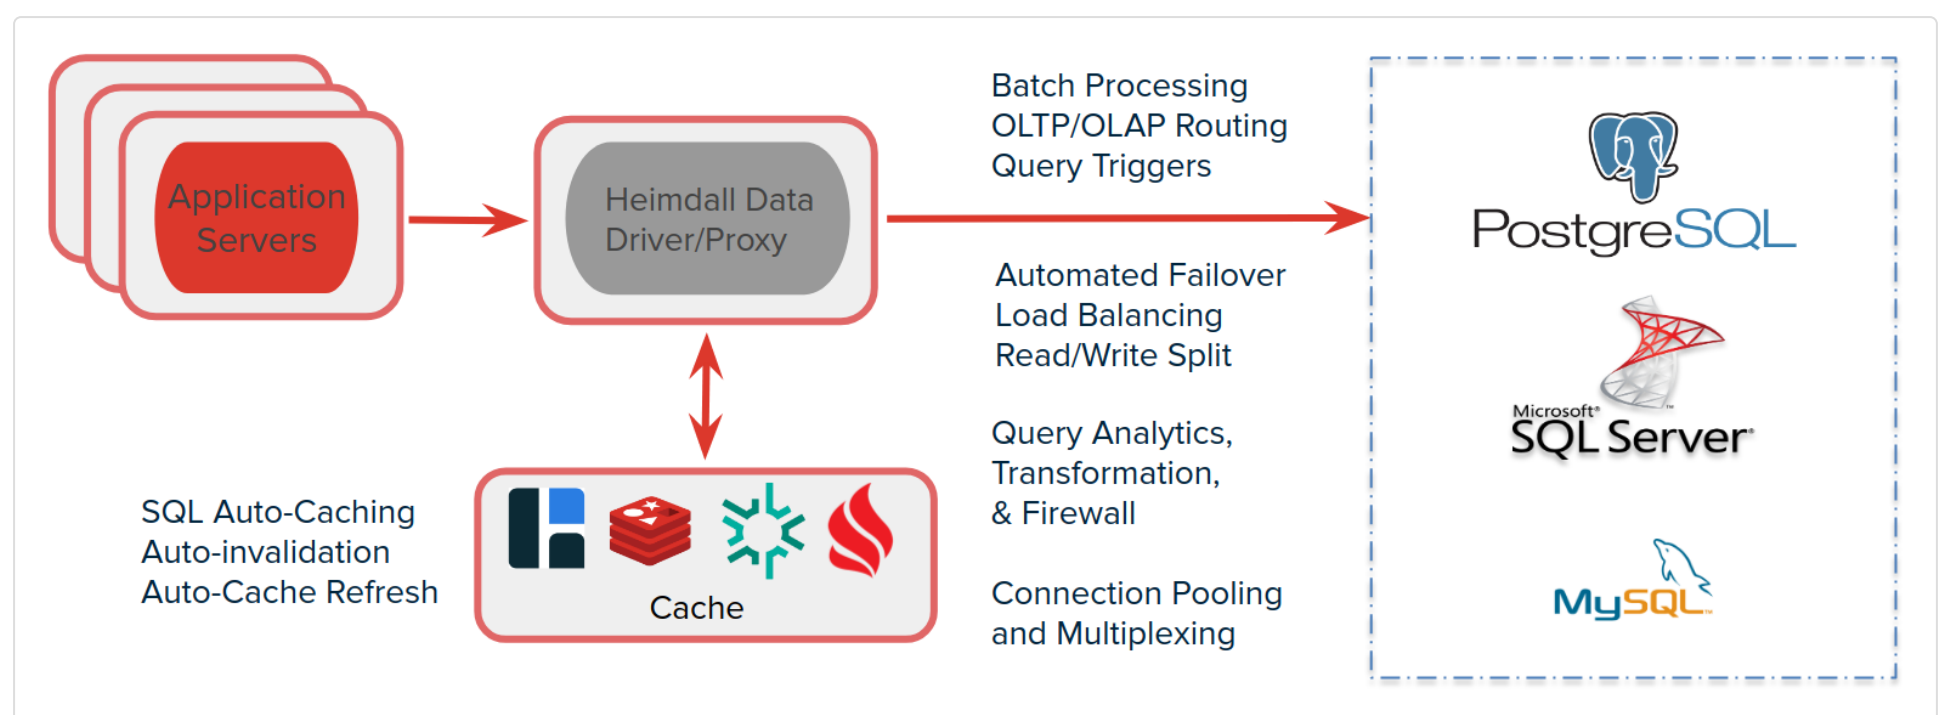 Application
Servers
Heimdall Data
Driver/Proxy
Batch Processing
OLTP/OLAP Routing
Query Triggers
Automated Failover
Load Balancing
Read/Write Split
Query Analytics,
Transformation,
& Firewall
Connection Pooling
and Multiplexing
SQL Auto-Caching
Auto-invalidation
Auto-Cache Refresh
Cache
PostgreSQL
Microsoft®
SQL Server®
MySQL™